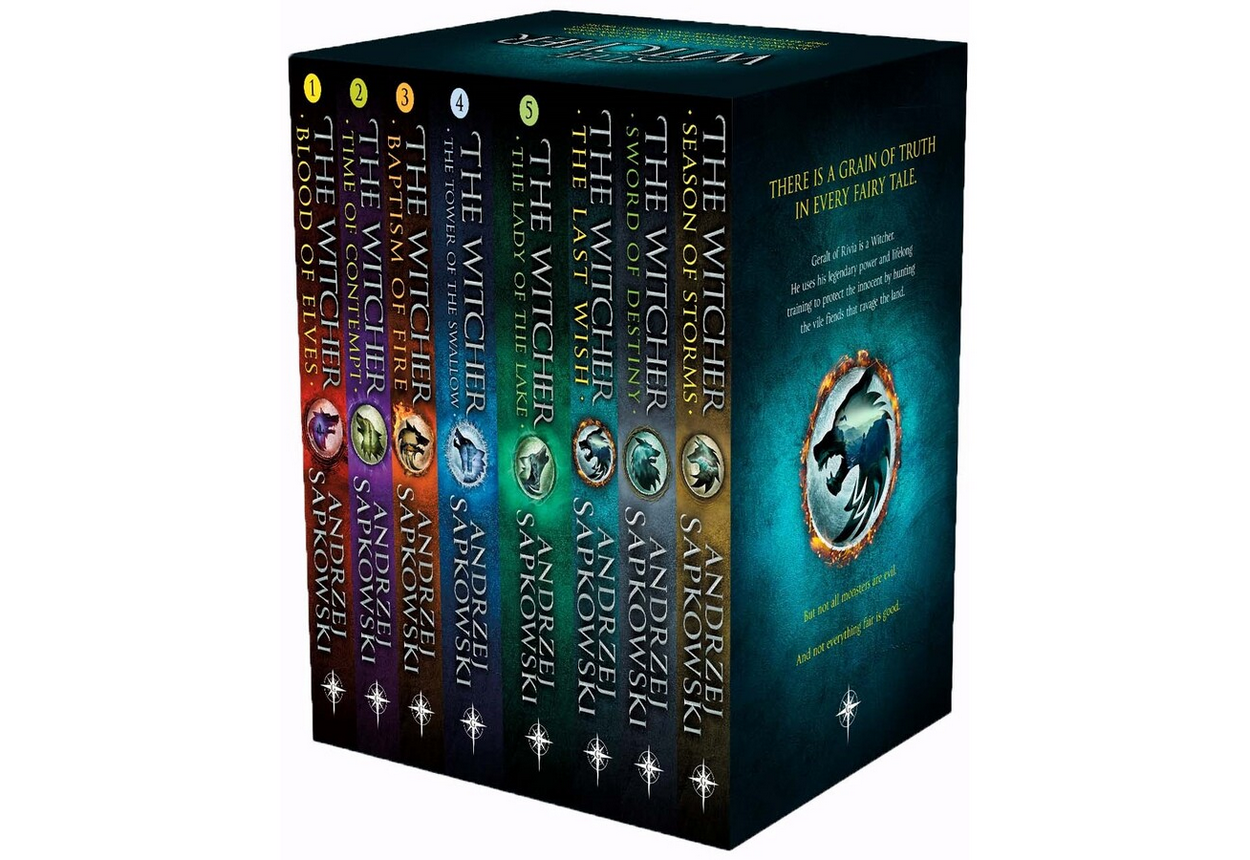 THE WITCHER
1
THE WITCHER
· BLOOD OF ELVES ·
ANDRZEJ
SAPKOWSKI
2
THE WITCHER
· TIME OF CONTEMPT ·
ANDRZEJ
SAPKOWSKI
3
THE WITCHER
· BAPTISM OF FIRE ·
ANDRZEJ
SAPKOWSKI
4
THE WITCHER
· THE TOWER OF THE SWALLOW ·
ANDRZEJ
SAPKOWSKI
5
THE WITCHER
· THE LADY OF THE LAKE ·
ANDRZEJ
SAPKOWSKI
THE WITCHER
· THE LAST WISH ·
ANDRZEJ
SAPKOWSKI
THE WITCHER
· SWORD OF DESTINY ·
ANDRZEJ
SAPKOWSKI
THE WITCHER
· SEASON OF STORMS ·
ANDRZEJ
SAPKOWSKI
THERE IS A GRAIN OF TRUTH
IN EVERY FAIRY TALE.
Geralt of Rivia is a Witcher.
He uses his legendary power and lifelong
training to protect the innocent by hunting
the vile fiends that ravage the land.
But not all monsters are evil.
And not everything fair is good.